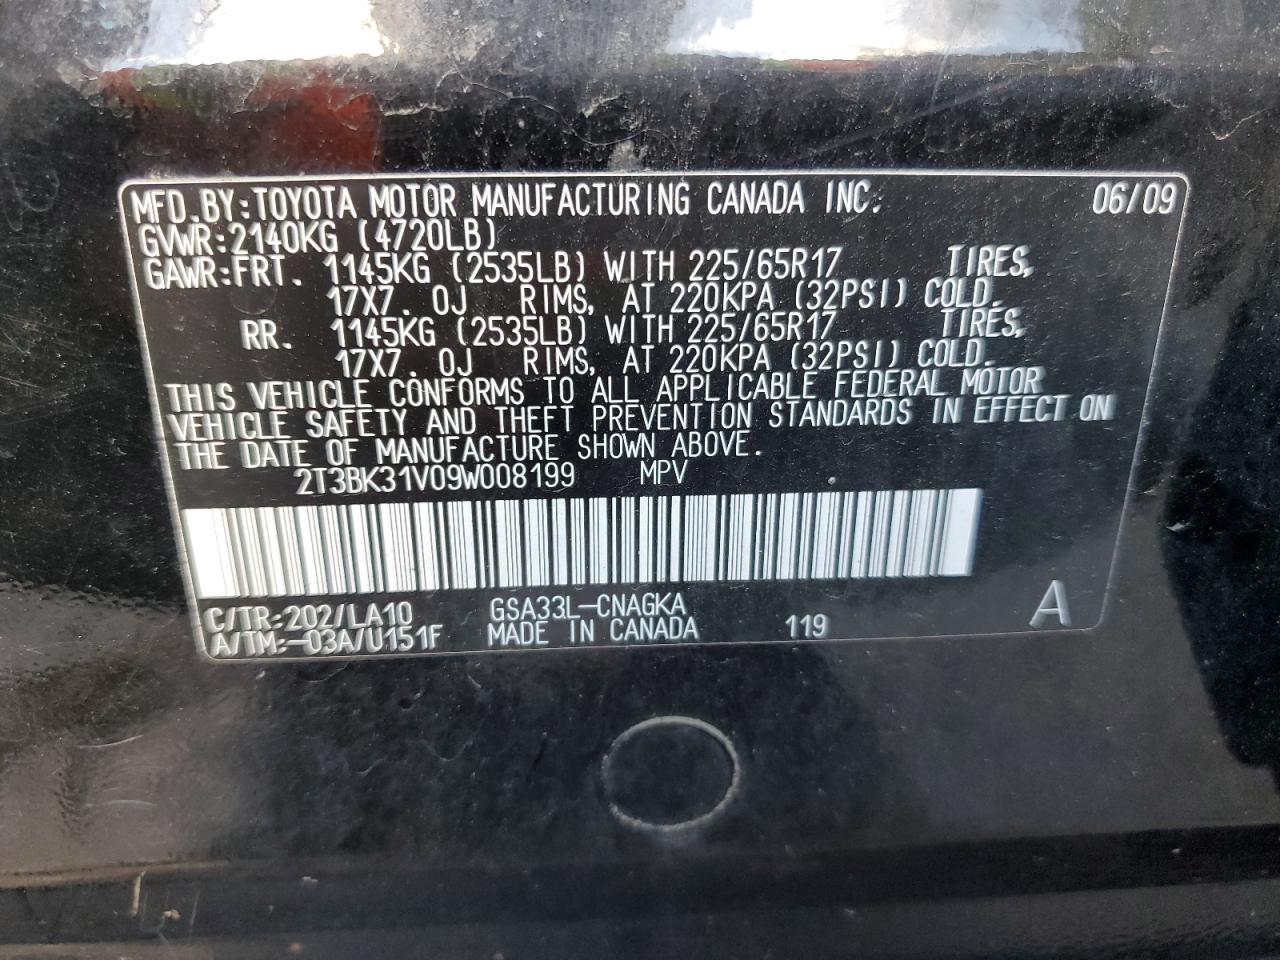 MFD.BY:TOYOTA MOTOR MANUFACTURING CANADA INC. 06/09
GVWR:2140KG (4720LB)
GAWR:FRT. 1145KG (2535LB) WITH 225/65R17 TIRES,
17X7.0J RIMS, AT 220KPA (32PSI) COLD.
RR. 1145KG (2535LB) WITH 225/65R17 TIRES,
17X7.0J RIMS, AT 220KPA (32PSI) COLD.
THIS VEHICLE CONFORMS TO ALL APPLICABLE FEDERAL MOTOR
VEHICLE SAFETY AND THEFT PREVENTION STANDARDS IN EFFECT ON
THE DATE OF MANUFACTURE SHOWN ABOVE.
2T3BK31V09W008199 MPV
C/TR:202/LA10 GSA33L-CNAGKA
A/TM:-03A/U151F MADE IN CANADA 119 A